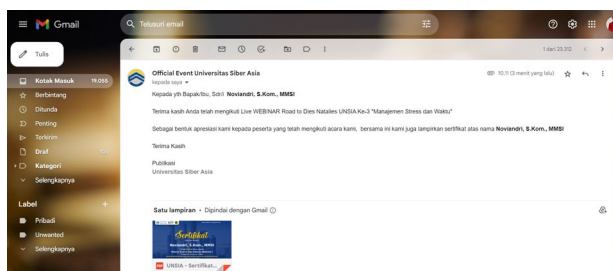 Gmail
Telusuri email
Tulis
1 dari 23.312
Kotak Masuk 19.055
Berbintang
Ditunda
Penting
Terkirim
Draf
Kategori
Selengkapnya
Label
Pribadi
Unwanted
Selengkapnya
Official Event Universitas Siber Asia
kepada saya
10.11 (3 menit yang lalu)
Kepada yth Bapak/Ibu, Sdr/i Noviandri, S.Kom., MMSI
Terima kasih Anda telah mengikuti Live WEBINAR Road to Dies Natalies UNSIA Ke-3 "Manajemen Stress dan Waktu"
Sebagai bentuk apresiasi kami kepada peserta yang telah mengikuti acara kami, bersama ini kami juga lampirkan sertifikat atas nama Noviandri, S.Kom., MMSI
Terima Kasih
Publikasi
Universitas Siber Asia
Satu lampiran • Dipindai dengan Gmail
Sertifikat
Noviandri, S.Kom., MMSI
PDF UNSIA - Sertifikat...